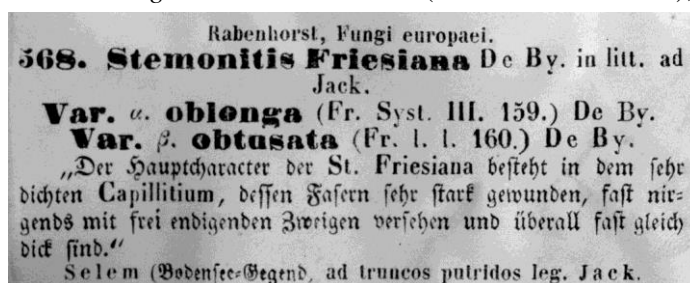 Rabenhorst, Fungi europaei.
568. Stemonitis Friesiana De By. in litt. ad
Jack.
Var. α. oblonga (Fr. Syst. III. 159.) De By.
Var. β. obtusata (Fr. l. l. 160.) De By.
„Der Hauptcharacter der St. Friesiana besteht in dem sehr
dichten Capillitium, dessen Fasern sehr stark gewunden, fast nir-
gends mit frei endigenden Zweigen versehen und überall fast gleich
dick sind.“
Selem (Bodensee-Gegend, ad truncos putridos leg. Jack.